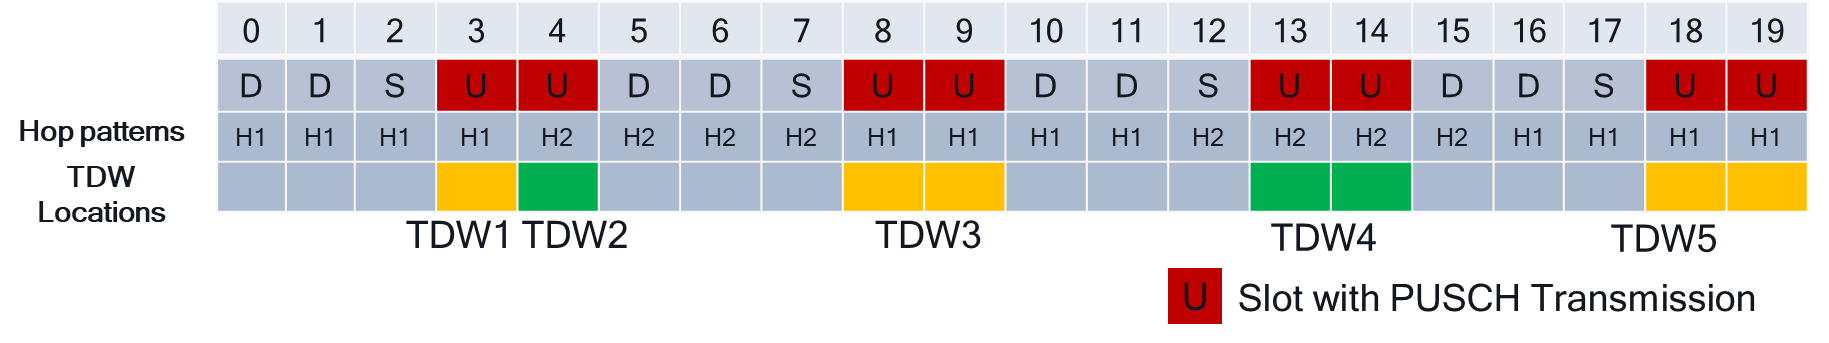 0 1 2 3 4 5 6 7 8 9 10 11 12 13 14 15 16 17 18 19
D D S U U D D S U U D D S U U D D S U U
Hop patterns H1 H1 H1 H1 H2 H2 H2 H2 H1 H1 H1 H1 H2 H2 H2 H2 H1 H1 H1 H1
TDW
Locations
TDW1 TDW2 TDW3 TDW4 TDW5
U Slot with PUSCH Transmission